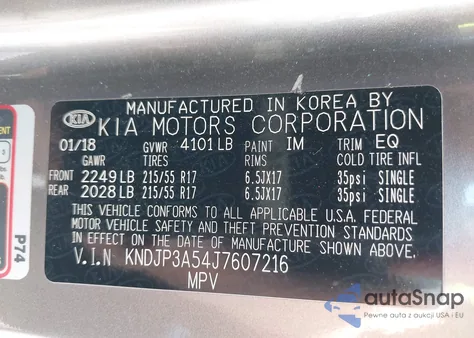 MANUFACTURED IN KOREA BY
KIA KIA MOTORS CORPORATION
01/18 GVWR 4101 LB PAINT IM TRIM EQ
GAWR TIRES RIMS COLD TIRE INFL
FRONT 2249 LB 215/55 R17 6.5JX17 35psi SINGLE
REAR 2028 LB 215/55 R17 6.5JX17 35psi SINGLE
THIS VEHICLE CONFORMS TO ALL APPLICABLE U.S.A. FEDERAL
MOTOR VEHICLE SAFETY AND THEFT PREVENTION STANDARDS
IN EFFECT ON THE DATE OF MANUFACTURE SHOWN ABOVE.
V.I.N KNDJP3A54J7607216
MPV
P74
autoSnap
Pewne auta z aukcji USA i EU